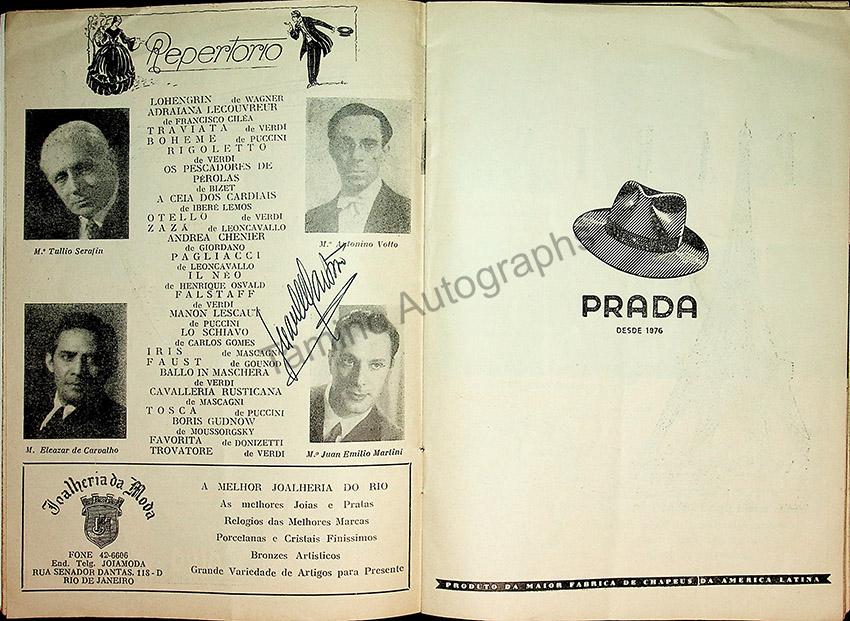 Repertorio
LOHENGRIN de WAGNER
ADRAIANA LECOUVREUR
de FRANCISCO CILÉA
TRAVIATA de VERDI
BOHEME de PUCCINI
RIGOLETTO
de VERDI
OS PESCADORES DE
PÉROLAS
de BIZET
A CEIA DOS CARDIAIS
de IBERÊ LEMOS
OTELLO de VERDI
ZAZÁ de LEONCAVALLO
ANDREA CHENIER
de GIORDANO
PAGLIACCI
de LEONCAVALLO
IL NÉO
de HENRIQUE OSVALD
FALSTAFF
de VERDI
MANON LESCAUT
de PUCCINI
LO SCHIAVO
de CARLOS GOMES
IRIS de MASCAGNI
FAUST de GOUNOD
BALLO IN MASCHERA
de VERDI
CAVALLERIA RUSTICANA
de MASCAGNI
TOSCA de PUCCINI
BORIS GUDNOW
de MOUSSORGSKY
FAVORITA de DONIZETTI
TROVATORE de VERDI
M.º Tullio Serafin
M.º Antonino Votto
M. Eleazar de Carvalho
M.º Juan Emilio Martini
Joalheria da Moda
FONE 42-6606
End. Telg. JOIAMODA
RUA SENADOR DANTAS, 118-D
RIO DE JANEIRO
A MELHOR JOALHERIA DO RIO
As melhores Joias e Pratas
Relogios das Melhores Marcas
Porcelanas e Cristais Finissimos
Bronzes Artisticos
Grande Variedade de Artigos para Presente
PRADA
DESDE 1976
PRODUTO DA MAIOR FABRICA DE CHAPEUS DA AMERICA LATINA
Tamino Autographs